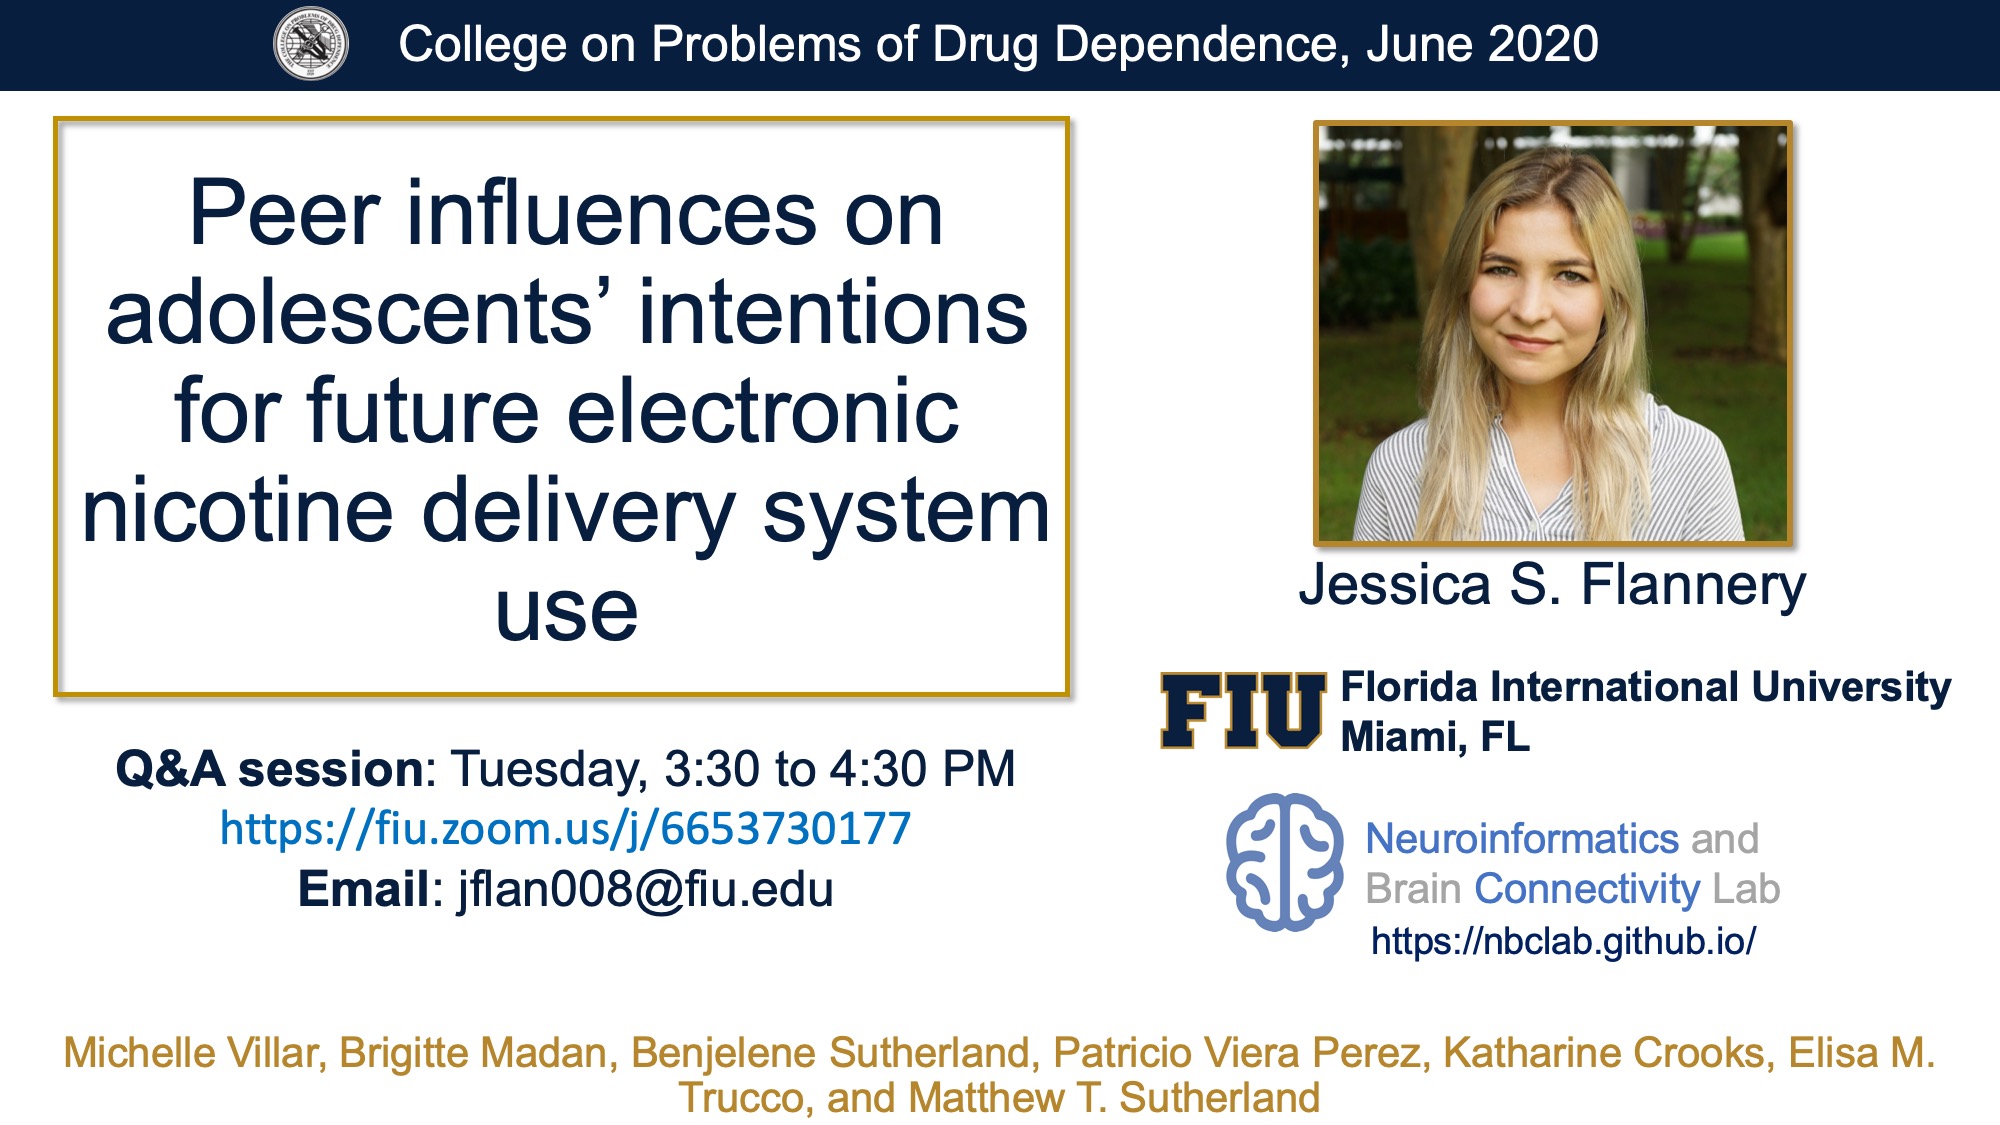 College on Problems of Drug Dependence, June 2020
Peer influences on
adolescents’ intentions
for future electronic
nicotine delivery system
use
Jessica S. Flannery
FIU Florida International University
Miami, FL
Q&A session: Tuesday, 3:30 to 4:30 PM
https://fiu.zoom.us/j/6653730177
Email: jflan008@fiu.edu
Neuroinformatics and
Brain Connectivity Lab
https://nbclab.github.io/
Michelle Villar, Brigitte Madan, Benjelene Sutherland, Patricio Viera Perez, Katharine Crooks, Elisa M.
Trucco, and Matthew T. Sutherland